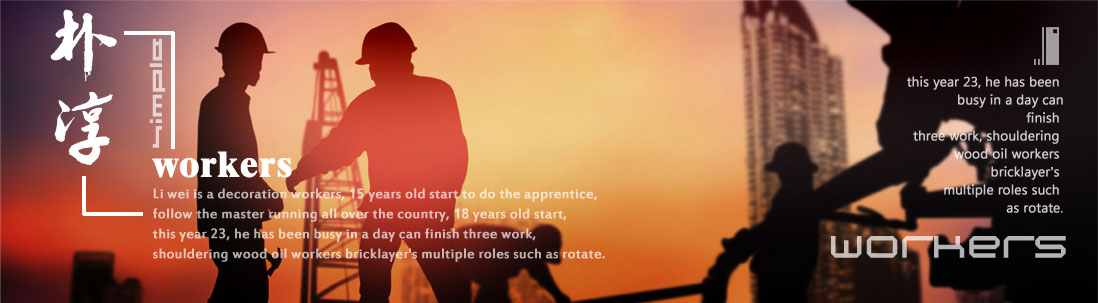 朴
淳
simple
workers
Li wei is a decoration workers, 15 years old start to do the apprentice,
follow the master running all over the country, 18 years old start,
this year 23, he has been busy in a day can finish three work,
shouldering wood oil workers bricklayer's multiple roles such as rotate.
this year 23, he has been
busy in a day can
finish
three work, shouldering
wood oil workers
bricklayer's
multiple roles such
as rotate.
workers